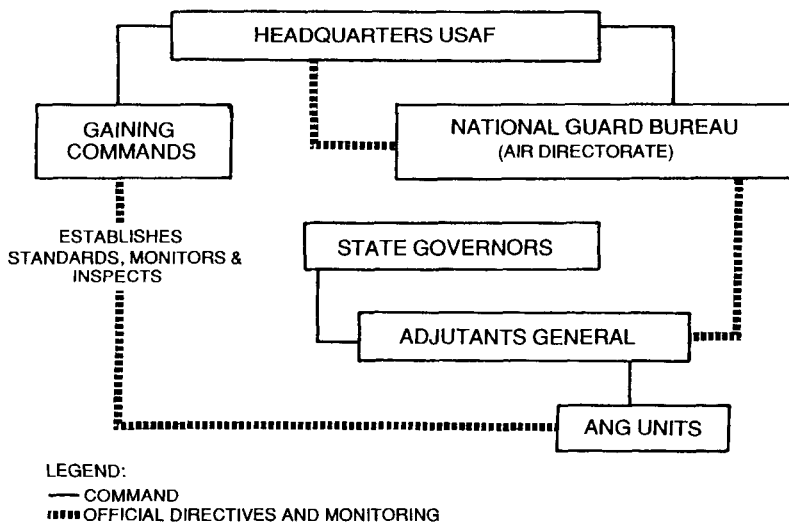 HEADQUARTERS USAF
GAINING
COMMANDS
NATIONAL GUARD BUREAU
(AIR DIRECTORATE)
ESTABLISHES
STANDARDS, MONITORS &
INSPECTS
STATE GOVERNORS
ADJUTANTS GENERAL
ANG UNITS
LEGEND:
COMMAND
OFFICIAL DIRECTIVES AND MONITORING